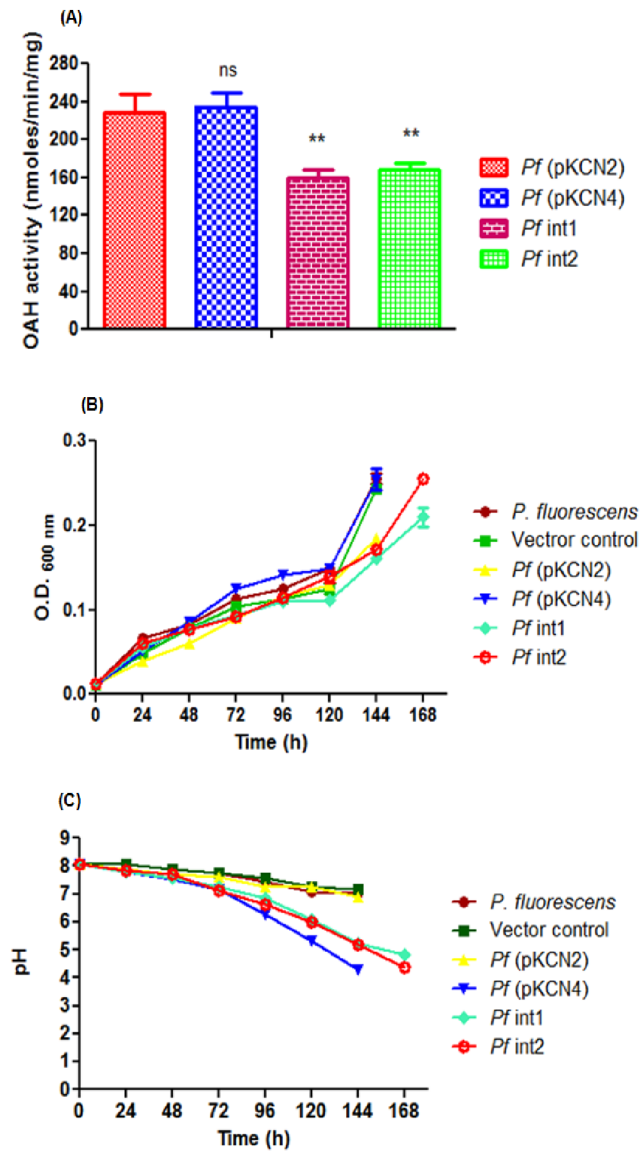 (A)
OAH activity (nmoles/min/mg)
280
240
200
160
120
80
40
0
ns
**
**
Pf (pKCN2)
Pf (pKCN4)
Pf int1
Pf int2
(B)
O.D. 600 nm
0.3
0.2
0.1
0.0
0 24 48 72 96 120 144 168
Time (h)
P. fluorescens
Vectror control
Pf (pKCN2)
Pf (pKCN4)
Pf int1
Pf int2
(C)
pH
9
8
7
6
5
4
3
2
1
0
0 24 48 72 96 120 144 168
Time (h)
P. fluorescens
Vector control
Pf (pKCN2)
Pf (pKCN4)
Pf int1
Pf int2